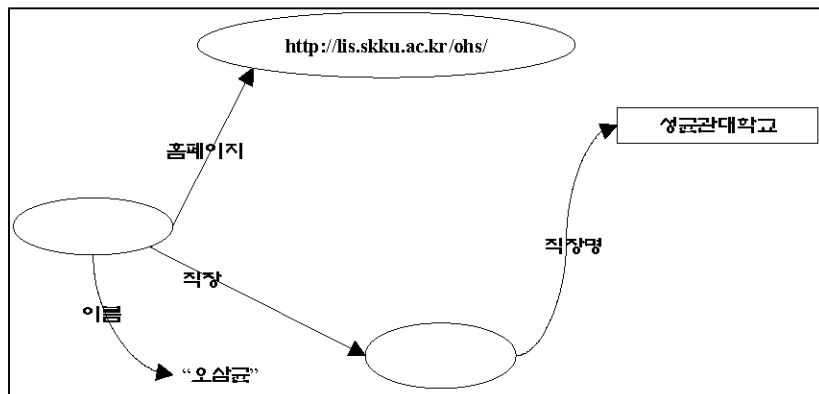 http://lis.skku.ac.kr/ohs/
성균관대학교
홈페이지
직장명
직장
이름
“오삼균”